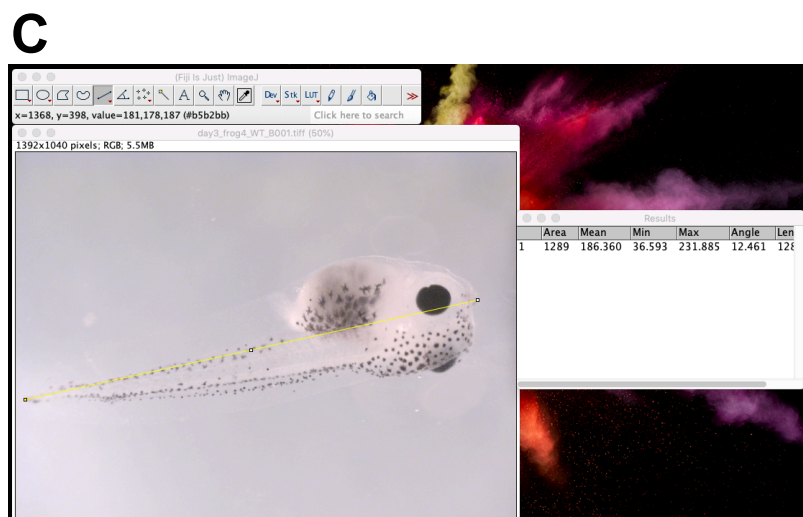 C
(Fiji Is Just) ImageJ
Dev Stk LUT
x=1368, y=398, value=181,178,187 (#b5b2bb)
Click here to search
day3_frog4_WT_B001.tiff (50%)
1392x1040 pixels; RGB; 5.5MB
Results
Area Mean Min Max Angle Len
1 1289 186.360 36.593 231.885 12.461 128